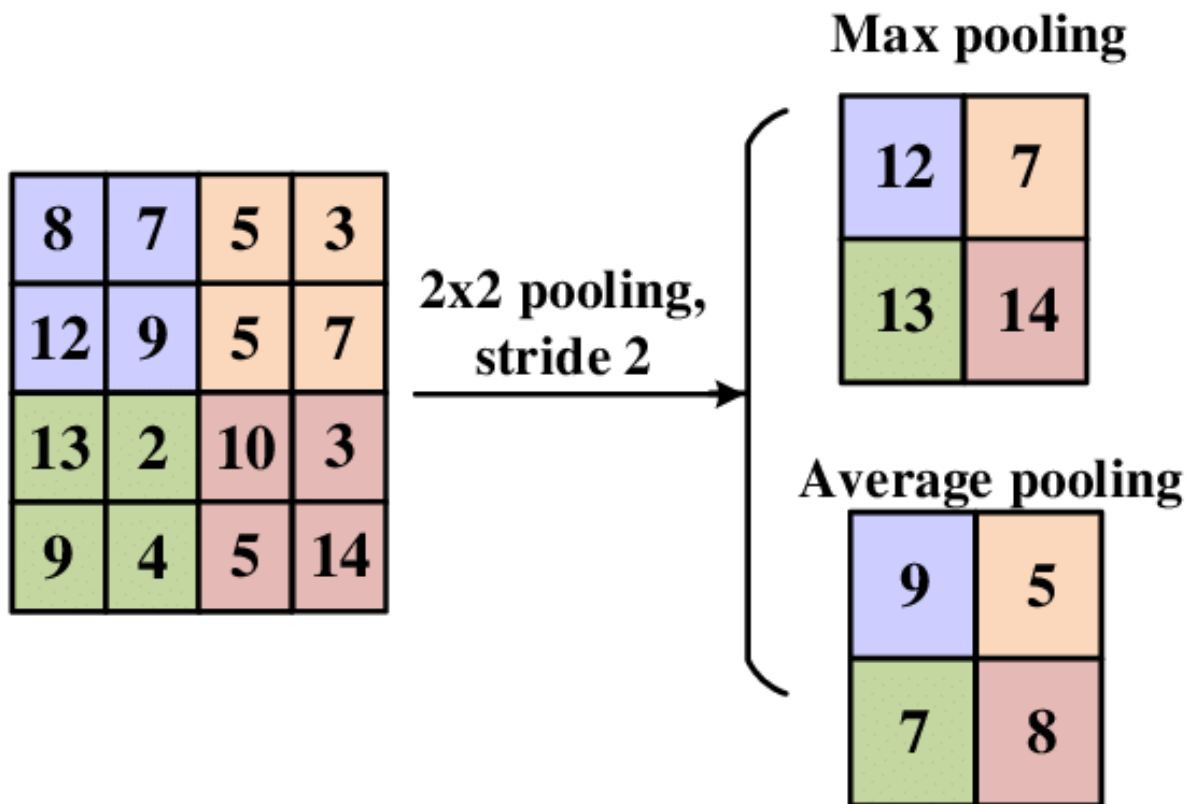 Max pooling
12 7
13 14
8 7 5 3
12 9 5 7
13 2 10 3
9 4 5 14
2x2 pooling,
stride 2
Average pooling
9 5
7 8